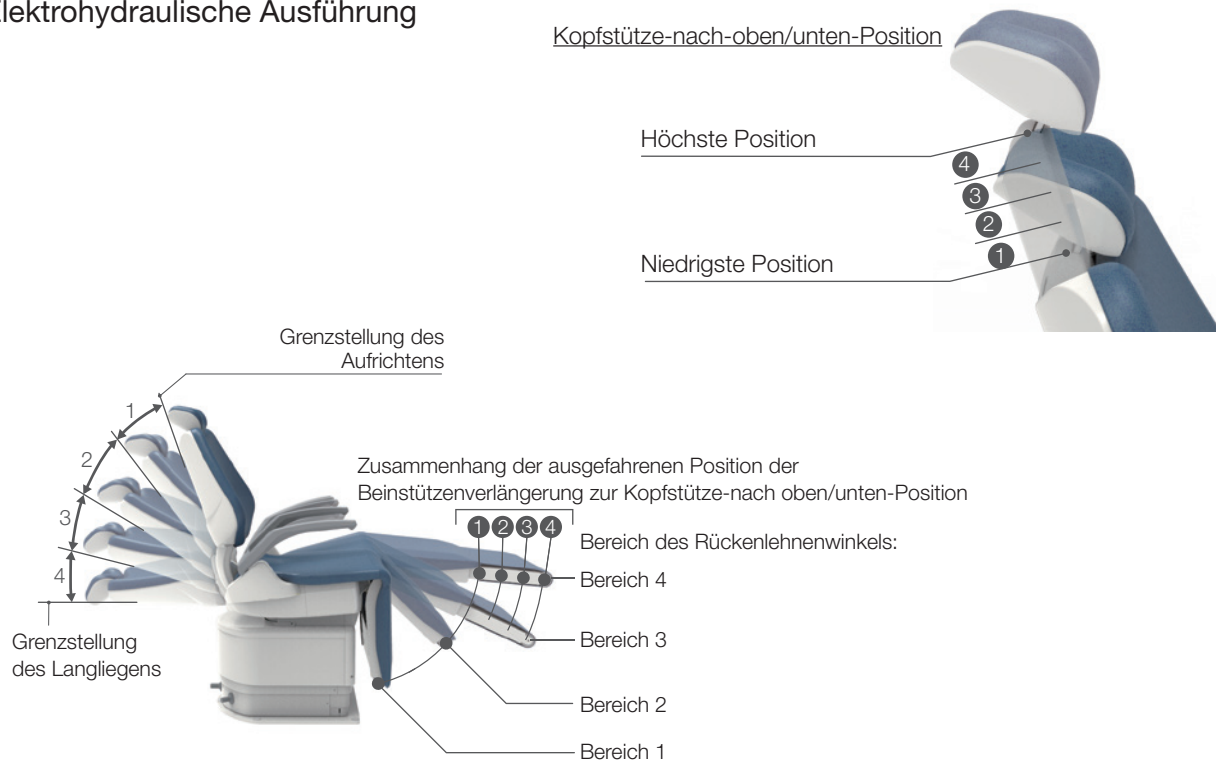 Elektrohydraulische Ausführung
Kopfstütze-nach-oben/unten-Position
Höchste Position
4
3
2
1
Niedrigste Position
Grenzstellung des
Aufrichtens
1
2
3
4
Grenzstellung
des Langliegens
Zusammenhang der ausgefahrenen Position der
Beinstützenverlängerung zur Kopfstütze-nach oben/unten-Position
1 2 3 4
Bereich des Rückenlehnenwinkels:
Bereich 4
Bereich 3
Bereich 2
Bereich 1